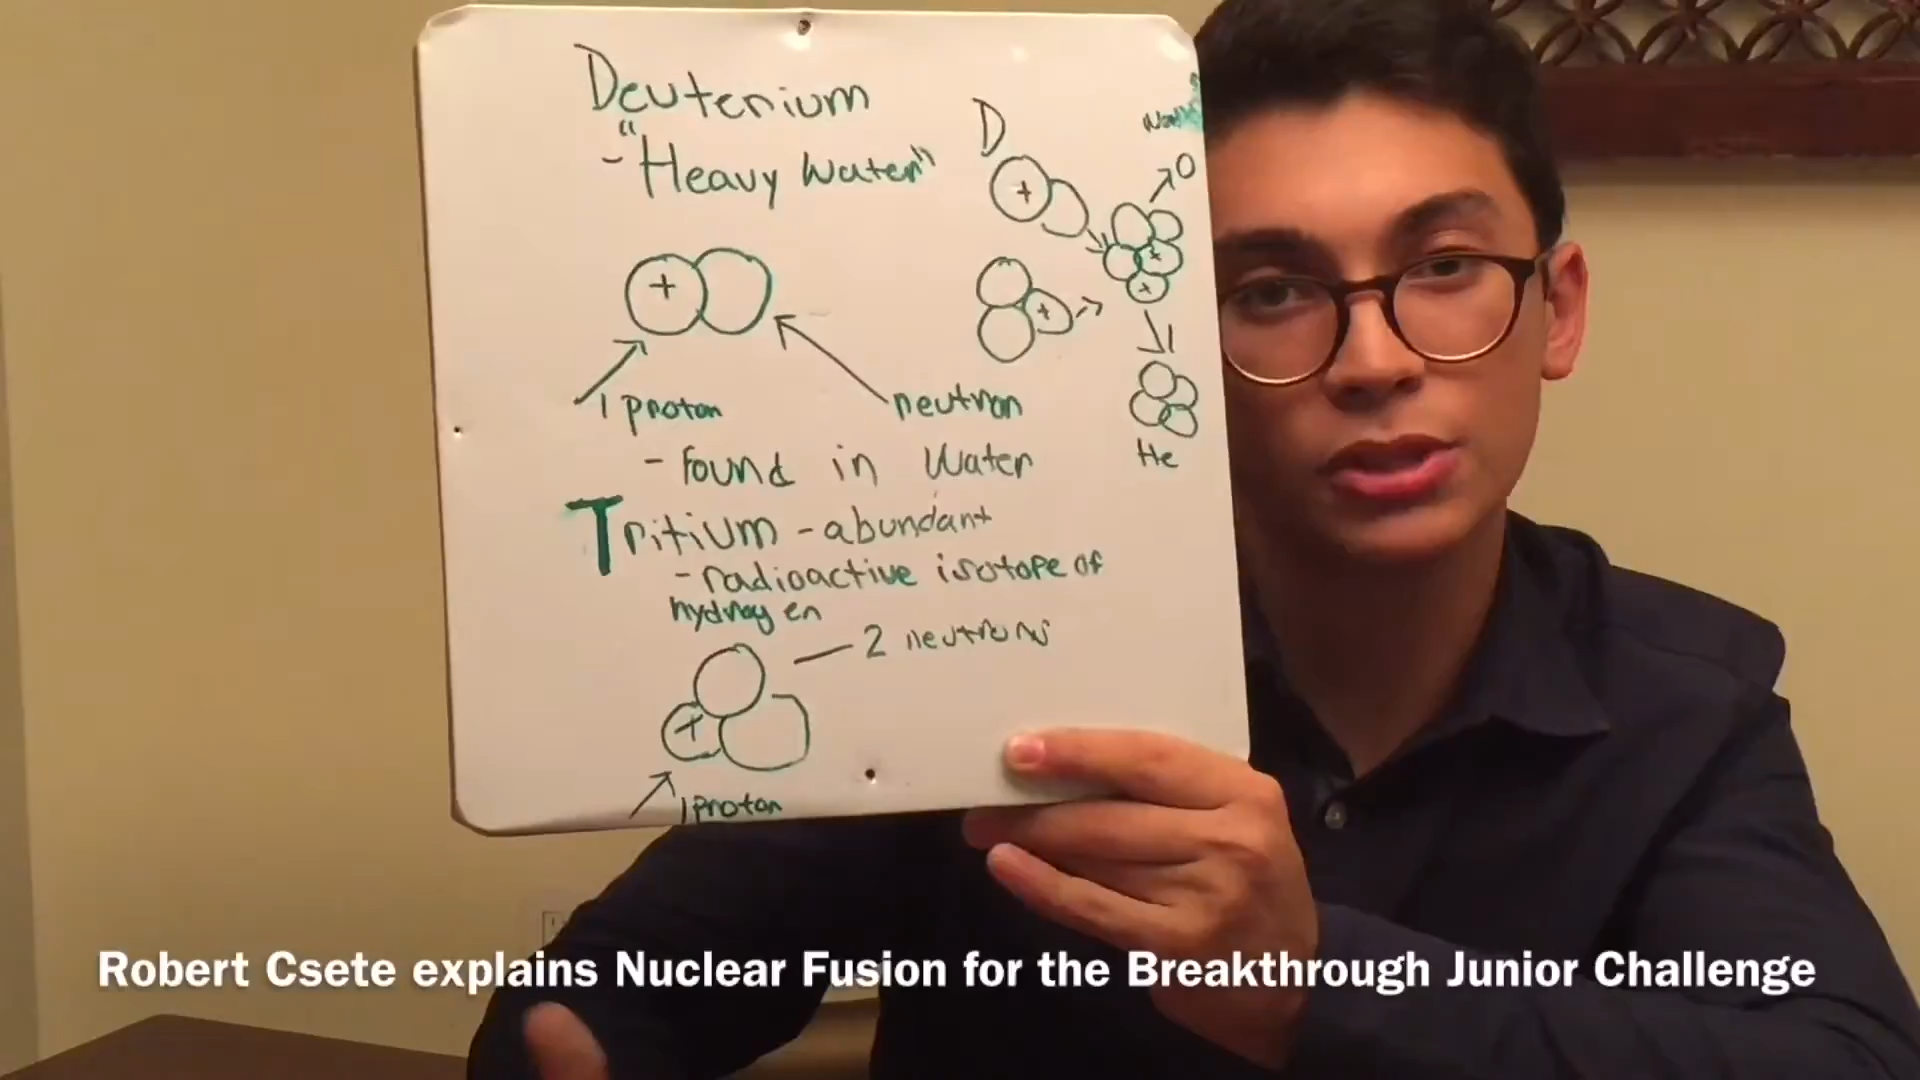 Deuterium
- "Heavy Water"
D
+
+
+
+
+
1 proton
neutron
He
- found in Water
Tritium - abundant
- radioactive isotope of
hydrogen
2 neutrons
+
1 proton
Robert Csete explains Nuclear Fusion for the Breakthrough Junior Challenge